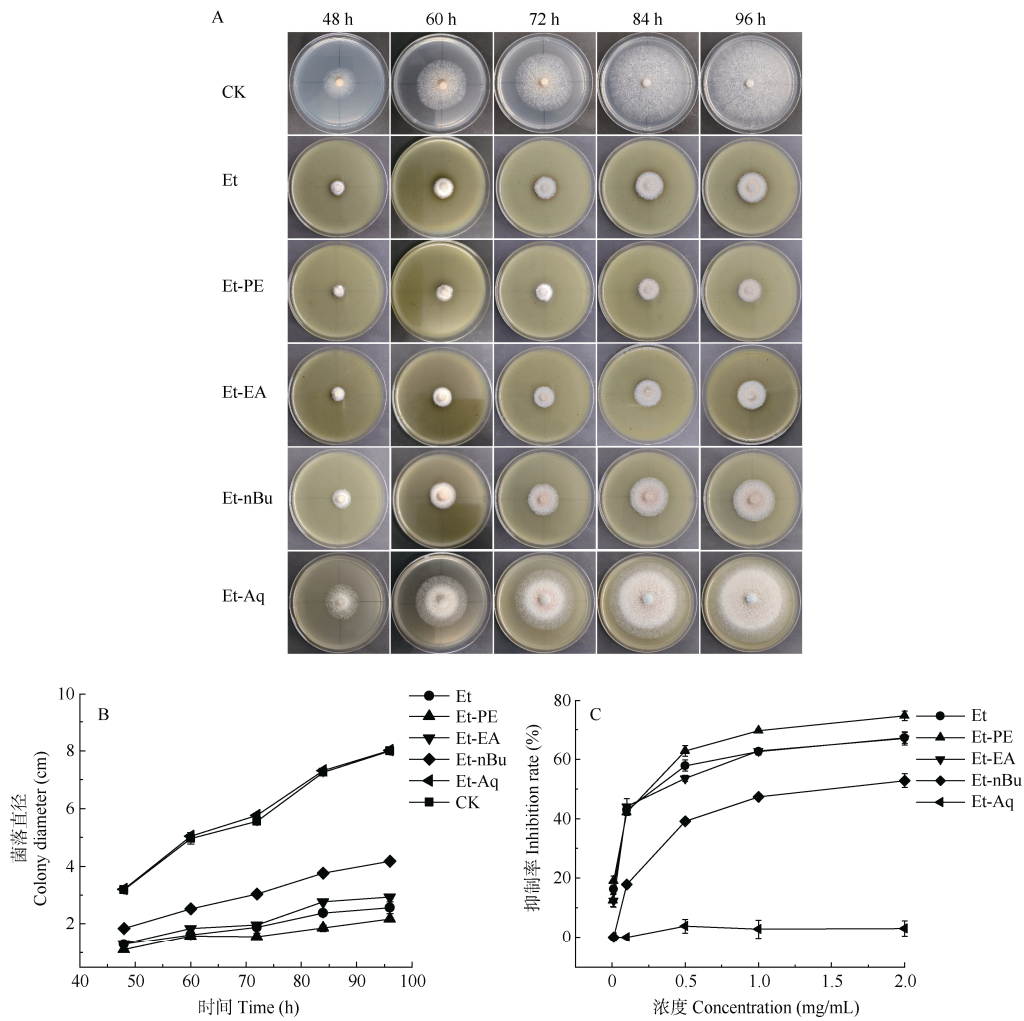 A
48 h 60 h 72 h 84 h 96 h
CK
Et
Et-PE
Et-EA
Et-nBu
Et-Aq
B
菌落直径
Colony diameter (cm)
10
8
6
4
2
40 50 60 70 80 90 100
时间 Time (h)
Et
Et-PE
Et-EA
Et-nBu
Et-Aq
CK
C
抑制率 Inhibition rate (%)
80
60
40
20
0
0 0.5 1.0 1.5 2.0
浓度 Concentration (mg/mL)
Et
Et-PE
Et-EA
Et-nBu
Et-Aq